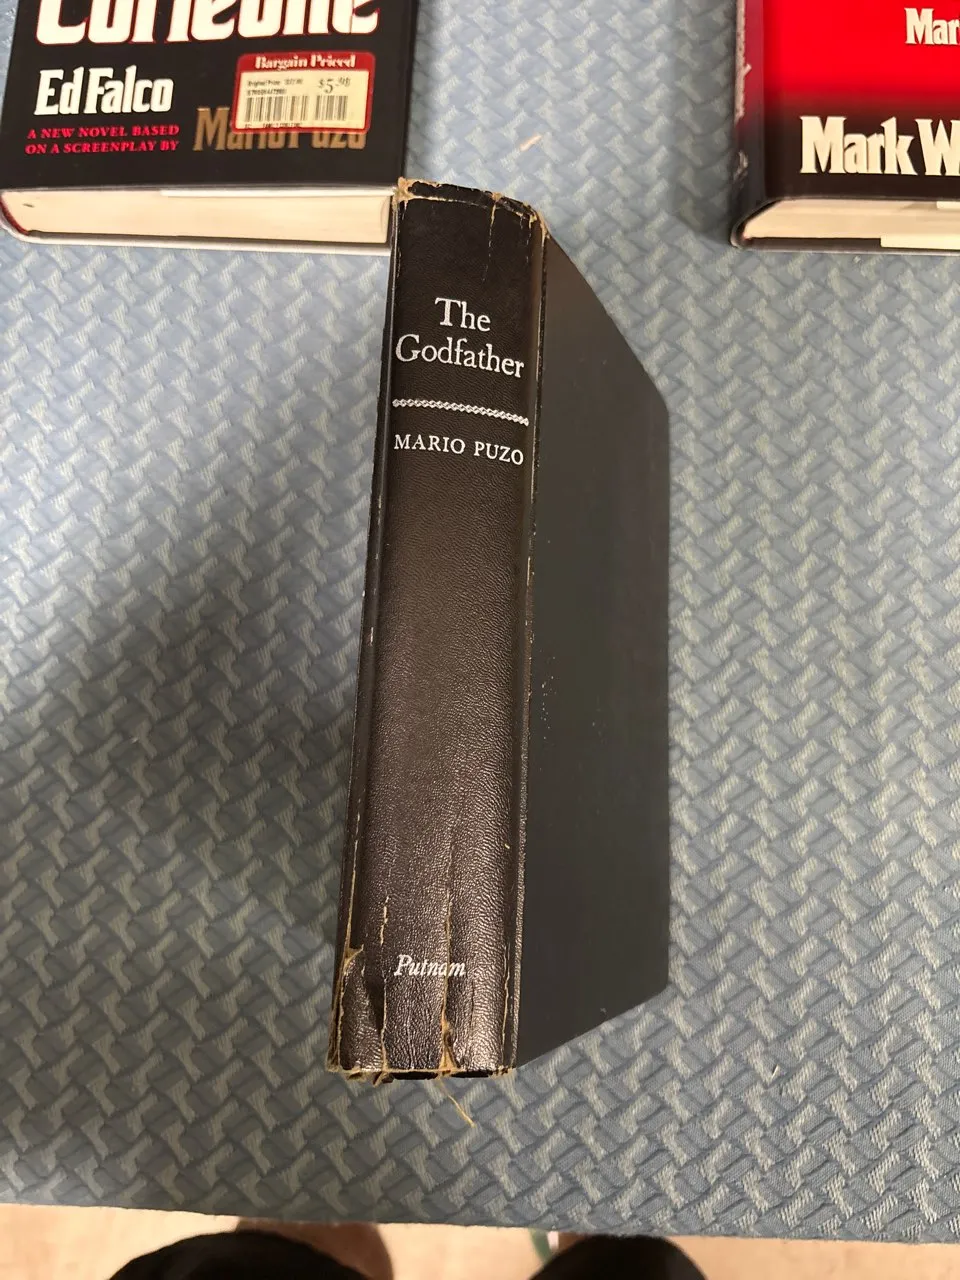 Corleone
Ed Falco
A NEW NOVEL BASED
ON A SCREENPLAY BY
Mario Puzo
Bargain Priced
$5.98
Mar
Mark W
The
Godfather
MARIO PUZO
Putnam